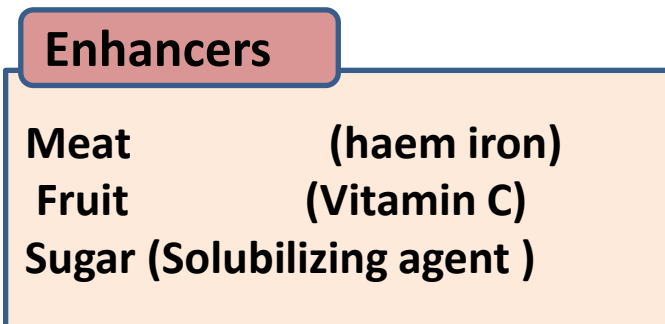 Enhancers
Meat (haem iron)
Fruit (Vitamin C)
Sugar (Solubilizing agent )